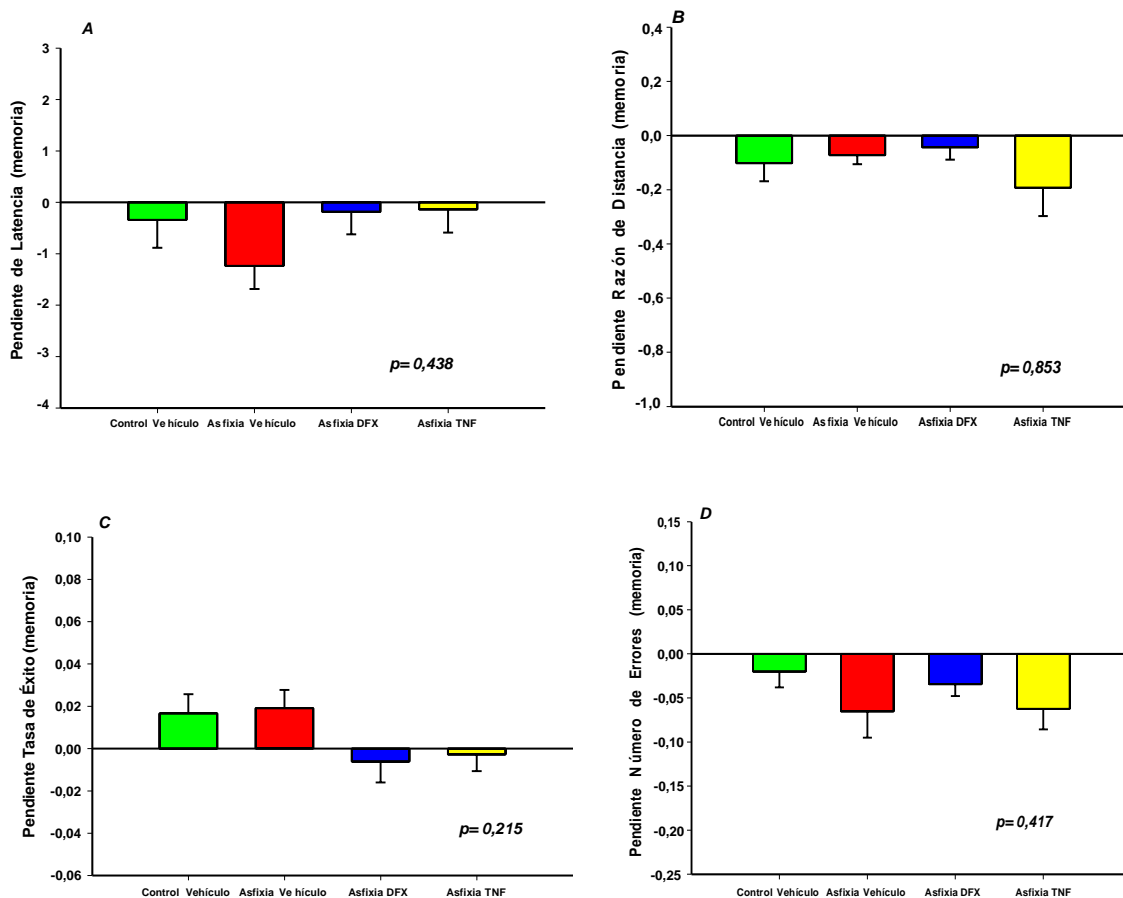 A
Pendiente de Latencia (memoria)
3
2
1
0
-1
-2
-3
-4
p= 0,438
Control Vehículo
Asfixia Vehículo
Asfixia DFX
Asfixia TNF
B
Pendiente Razón de Distancia (memoria)
0,4
0,2
0,0
-0,2
-0,4
-0,6
-0,8
-1,0
p= 0,853
Control Vehículo
Asfixia Vehículo
Asfixia DFX
Asfixia TNF
C
Pendiente Tasa de Éxito (memoria)
0,10
0,08
0,06
0,04
0,02
0,00
-0,02
-0,04
-0,06
p= 0,215
Control Vehículo
Asfixia Vehículo
Asfixia DFX
Asfixia TNF
D
Pendiente Número de Errores (memoria)
0,15
0,10
0,05
0,00
-0,05
-0,10
-0,15
-0,20
-0,25
p= 0,417
Control Vehículo
Asfixia Vehículo
Asfixia DFX
Asfixia TNF